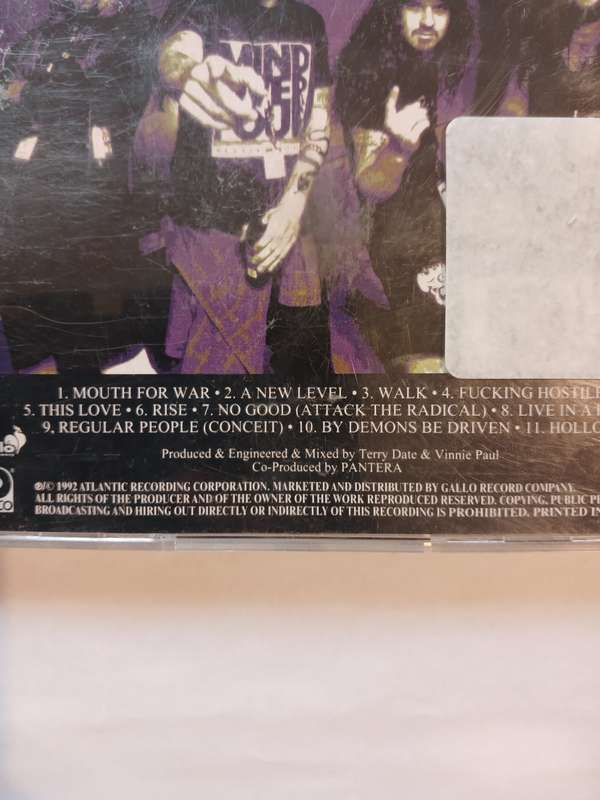 MIND
OVER
FOUR
1. MOUTH FOR WAR • 2. A NEW LEVEL • 3. WALK • 4. FUCKING HOSTILE
5. THIS LOVE • 6. RISE • 7. NO GOOD (ATTACK THE RADICAL) • 8. LIVE IN A
9. REGULAR PEOPLE (CONCEIT) • 10. BY DEMONS BE DRIVEN • 11. HOLLO
Produced & Engineered & Mixed by Terry Date & Vinnie Paul
Co-Produced by PANTERA
℗/© 1992 ATLANTIC RECORDING CORPORATION. MARKETED AND DISTRIBUTED BY GALLO RECORD COMPANY.
ALL RIGHTS OF THE PRODUCER AND OF THE OWNER OF THE WORK REPRODUCED RESERVED. COPYING, PUBLIC PE
BROADCASTING AND HIRING OUT DIRECTLY OR INDIRECTLY OF THIS RECORDING IS PROHIBITED. PRINTED IN